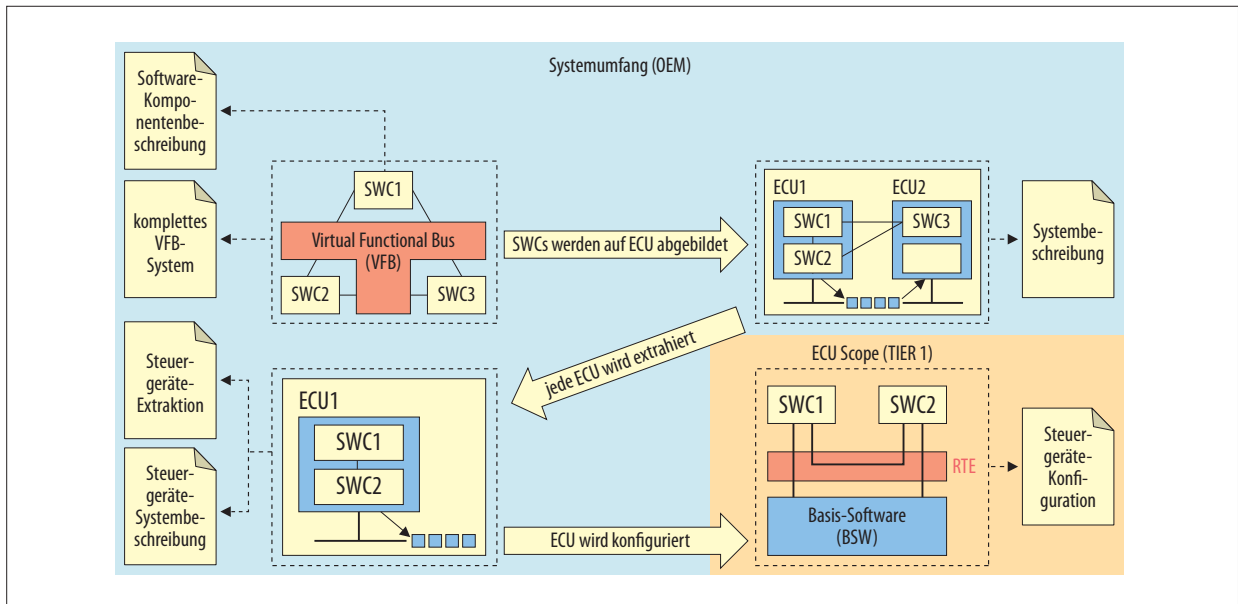 Systemumfang (OEM)
Software-
Kompo-
nentenbe-
schreibung
SWC1
komplettes
VFB-
System
Virtual Functional Bus
(VFB)
SWC2
SWC3
SWCs werden auf ECU abgebildet
ECU1
ECU2
SWC1
SWC3
SWC2
Systembe-
schreibung
jede ECU wird extrahiert
Steuer-
geräte-
Extraktion
Steuer-
geräte-
Systembe-
schreibung
ECU1
SWC1
SWC2
ECU wird konfiguriert
ECU Scope (TIER 1)
SWC1
SWC2
RTE
Basis-Software
(BSW)
Steuer-
geräte-
Konfi-
guration